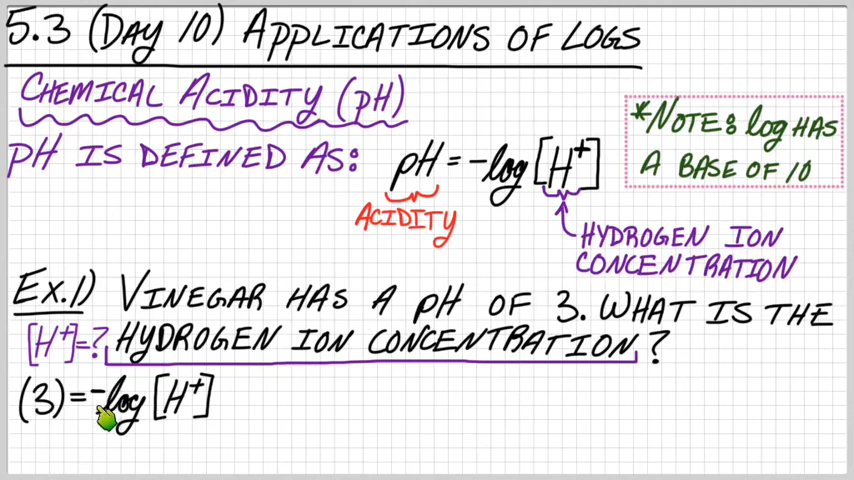 5.3 (DAY 10) APPLICATIONS OF LOGS
CHEMICAL ACIDITY (pH)
*NOTE: log HAS
A BASE OF 10
pH IS DEFINED AS:
pH = -log [H⁺]
ACIDITY
HYDROGEN ION
CONCENTRATION
Ex.1) VINEGAR HAS A pH OF 3. WHAT IS THE
[H⁺]=? HYDROGEN ION CONCENTRATION?
(3) = -log [H⁺]